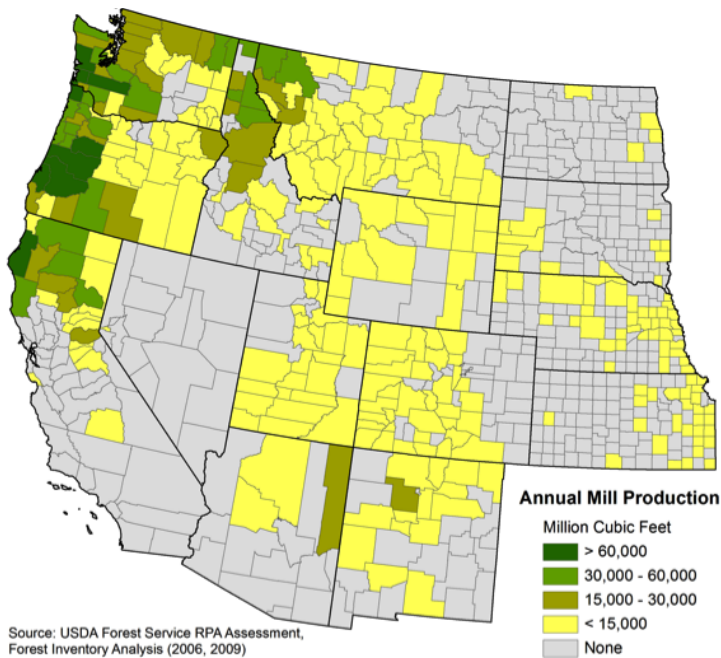 Annual Mill Production
Million Cubic Feet
> 60,000
30,000 - 60,000
15,000 - 30,000
< 15,000
None
Source: USDA Forest Service RPA Assessment,
Forest Inventory Analysis (2006, 2009)